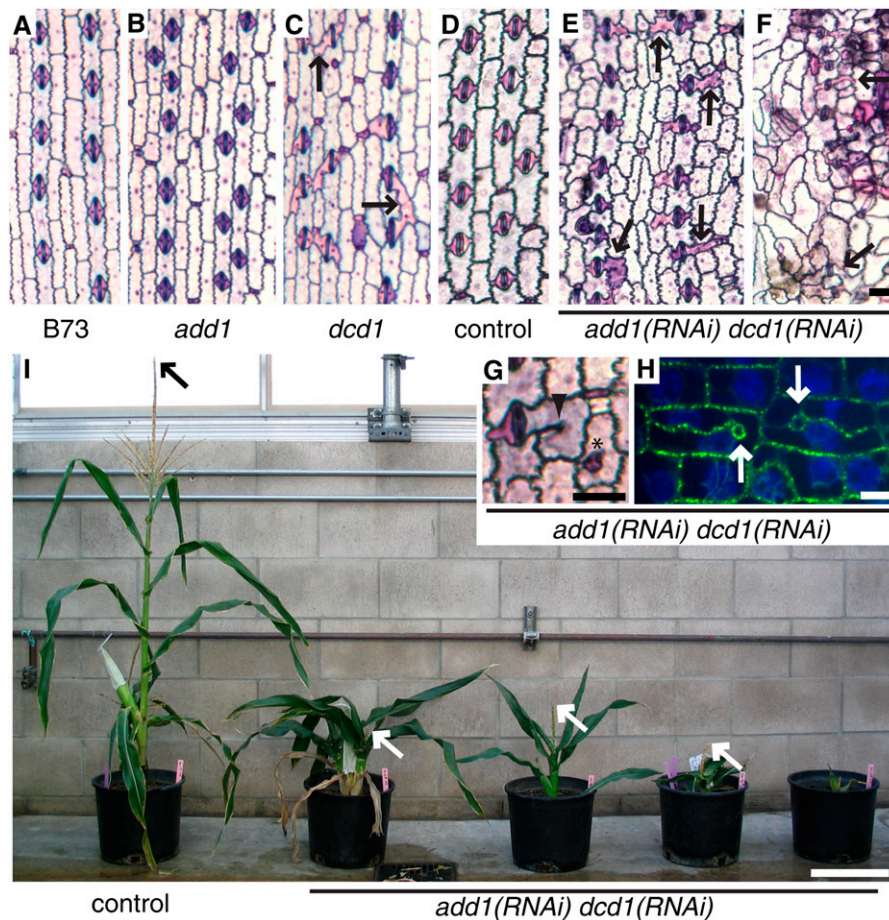 A B C D E F
B73 add1 dcd1 control add1(RNAi) dcd1(RNAi)
I G H
*
add1(RNAi) dcd1(RNAi)
control add1(RNAi) dcd1(RNAi)